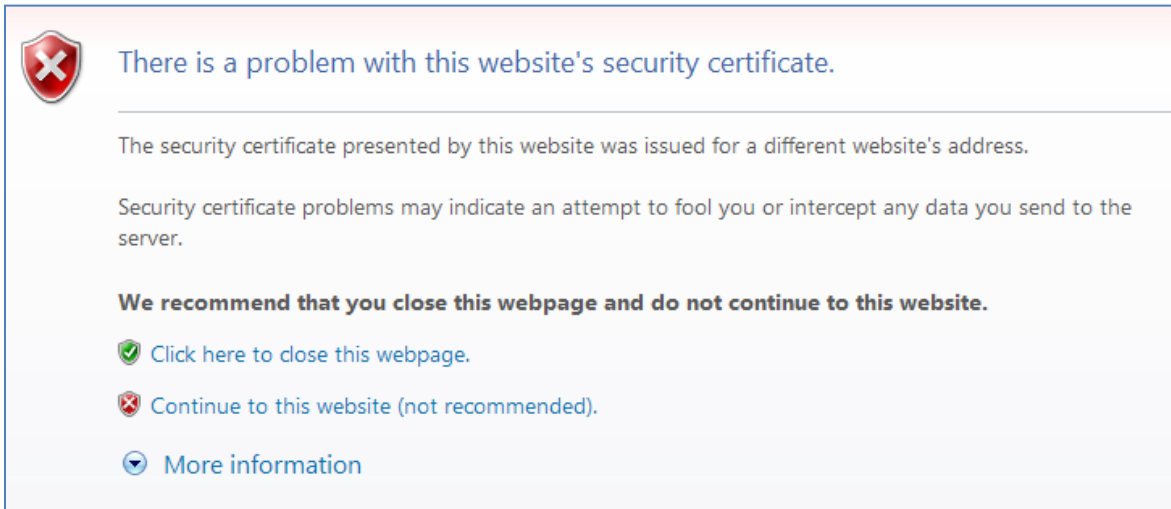 There is a problem with this website's security certificate.
The security certificate presented by this website was issued for a different website's address.
Security certificate problems may indicate an attempt to fool you or intercept any data you send to the
server.
We recommend that you close this webpage and do not continue to this website.
Click here to close this webpage.
Continue to this website (not recommended).
More information